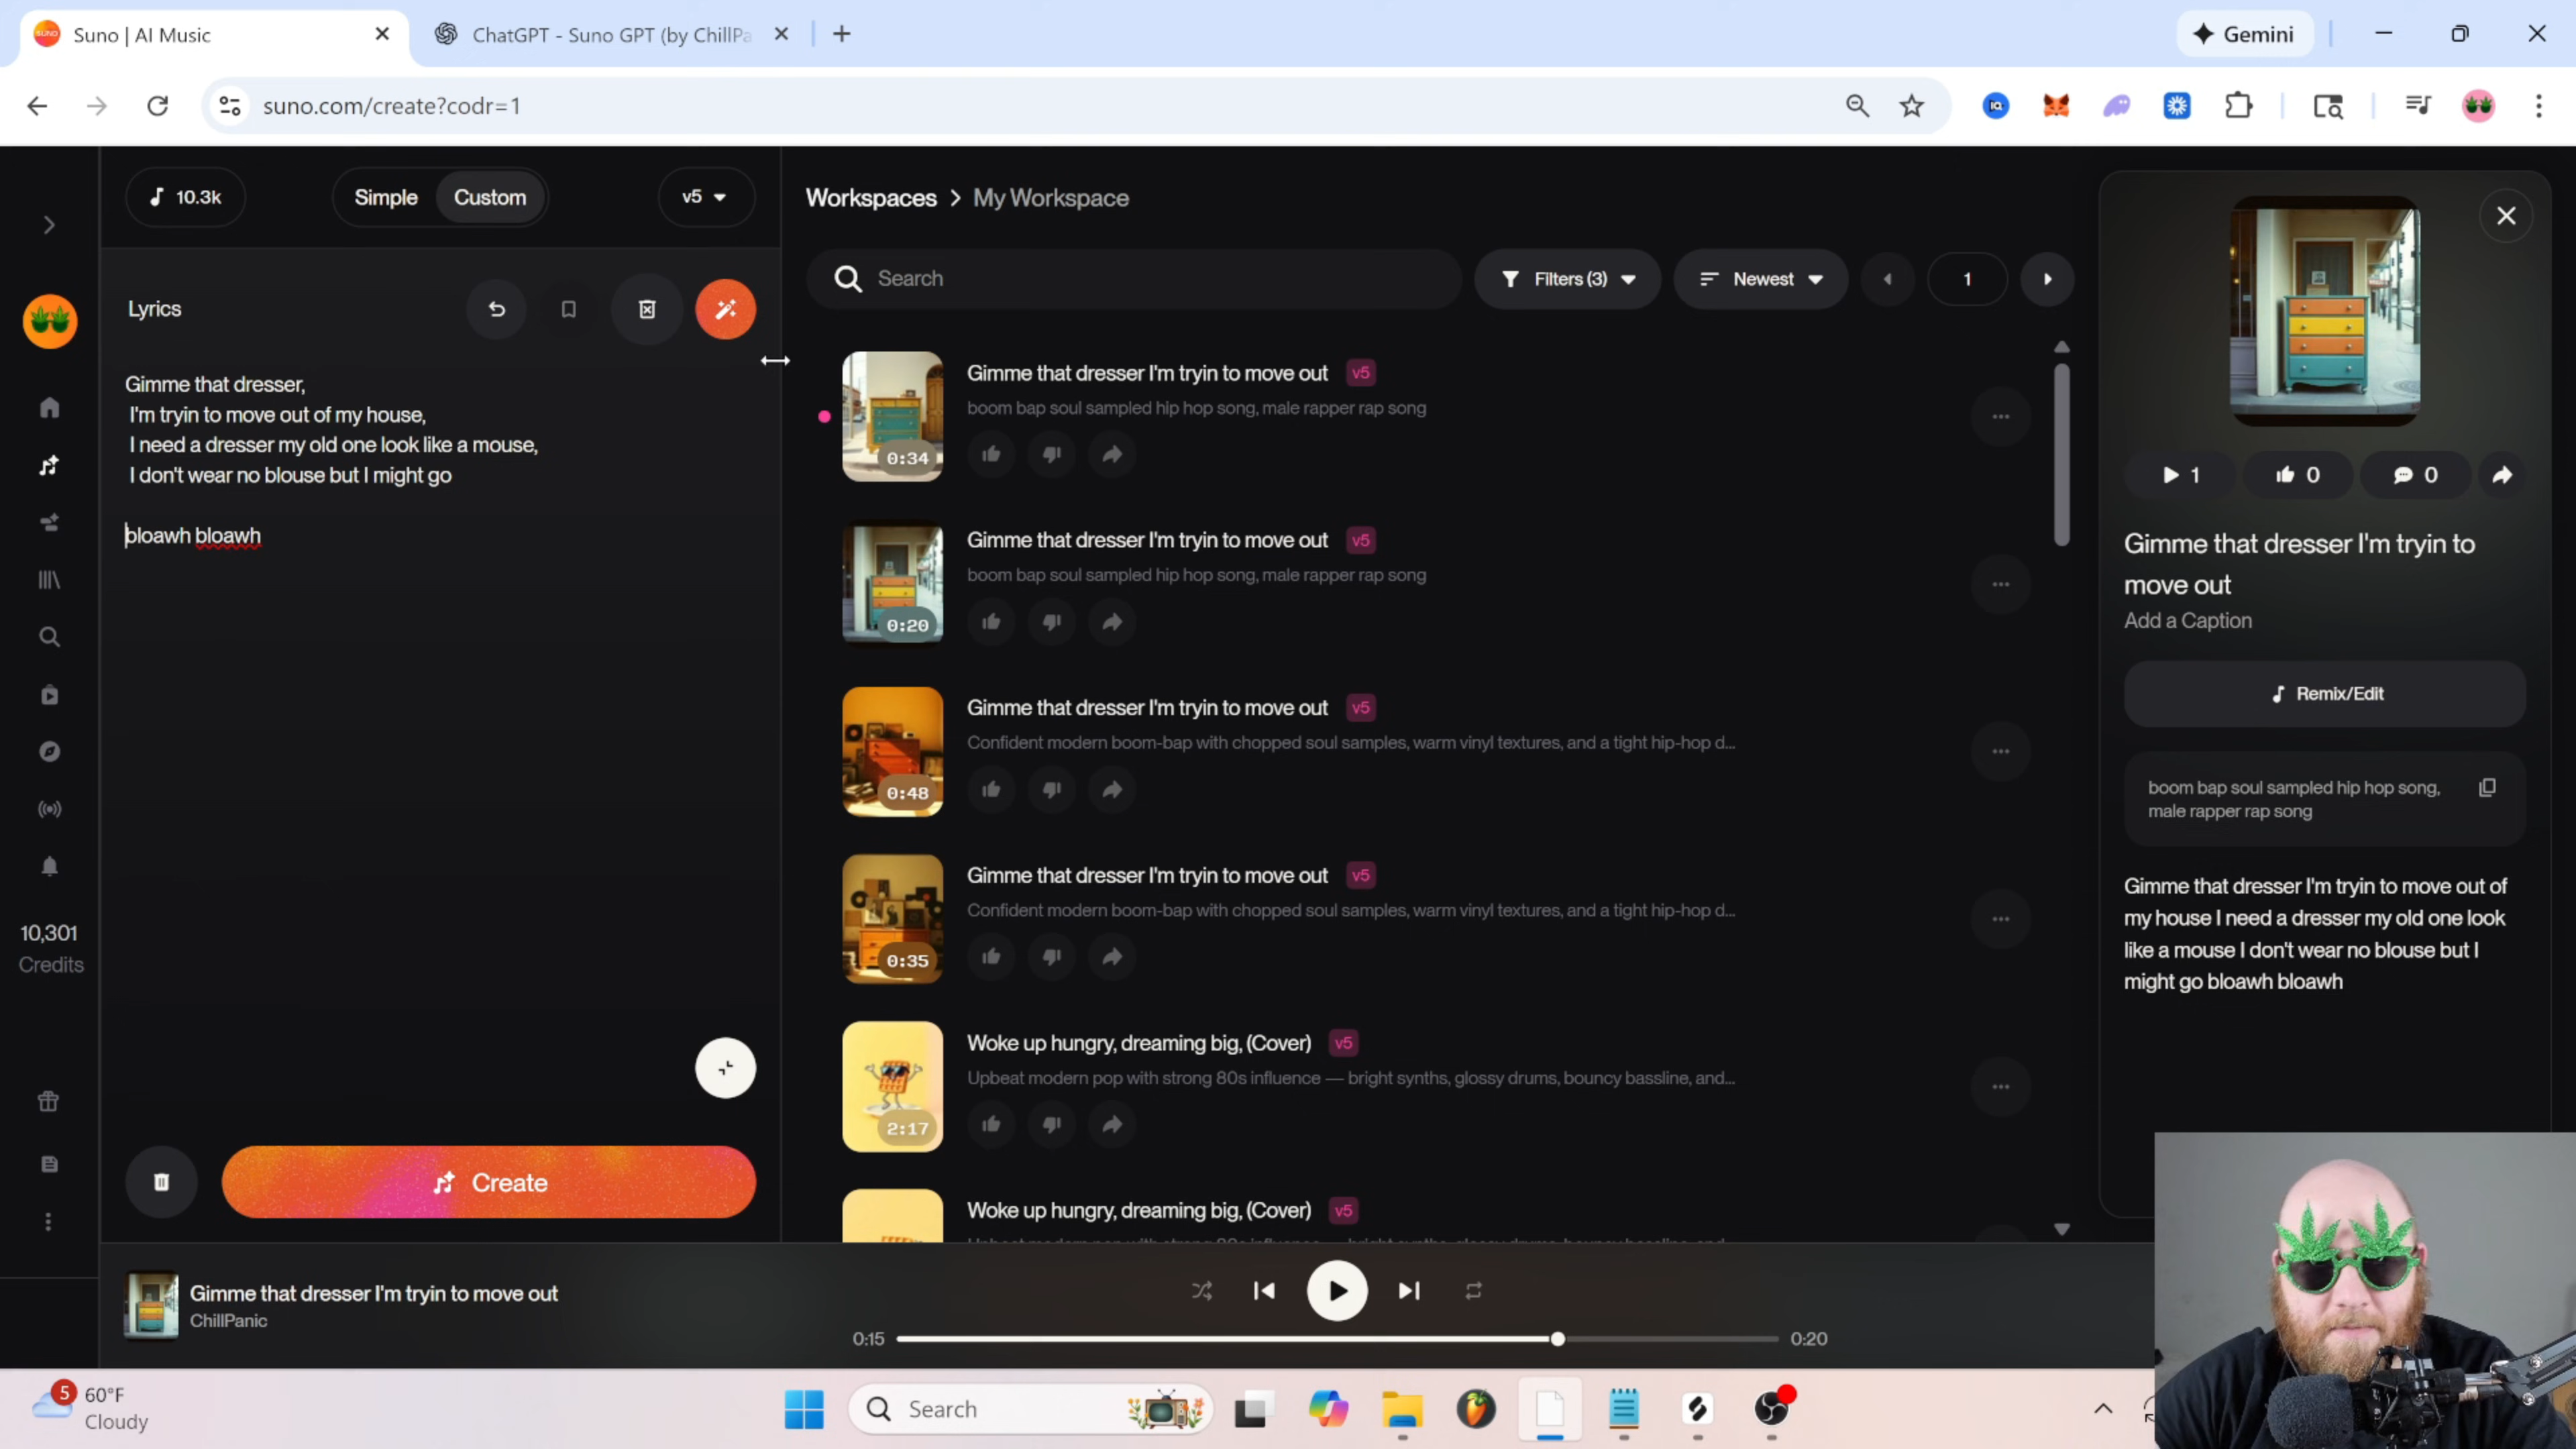 Suno | AI Music
ChatGPT - Suno GPT (by ChillPa
Gemini
suno.com/create?codr=1
10.3k
Simple
Custom
v5
Workspaces > My Workspace
Lyrics
Search
Filters (3)
Newest
1
Gimme that dresser,
I'm tryin to move out of my house,
I need a dresser my old one look like a mouse,
I don't wear no blouse but I might go
bloawh bloawh
10,301
Credits
Create
Gimme that dresser I'm tryin to move out v5
boom bap soul sampled hip hop song, male rapper rap song
0:34
Gimme that dresser I'm tryin to move out v5
boom bap soul sampled hip hop song, male rapper rap song
0:20
Gimme that dresser I'm tryin to move out v5
Confident modern boom-bap with chopped soul samples, warm vinyl textures, and a tight hip-hop d...
0:48
Gimme that dresser I'm tryin to move out v5
Confident modern boom-bap with chopped soul samples, warm vinyl textures, and a tight hip-hop d...
0:35
Woke up hungry, dreaming big, (Cover) v5
Upbeat modern pop with strong 80s influence — bright synths, glossy drums, bouncy bassline, and...
2:17
Woke up hungry, dreaming big, (Cover) v5
1
0
0
Gimme that dresser I'm tryin to
move out
Add a Caption
Remix/Edit
boom bap soul sampled hip hop song,
male rapper rap song
Gimme that dresser I'm tryin to move out of
my house I need a dresser my old one look
like a mouse I don't wear no blouse but I
might go bloawh bloawh
Gimme that dresser I'm tryin to move out
ChillPanic
0:15
0:20
5
60°F
Cloudy
Search